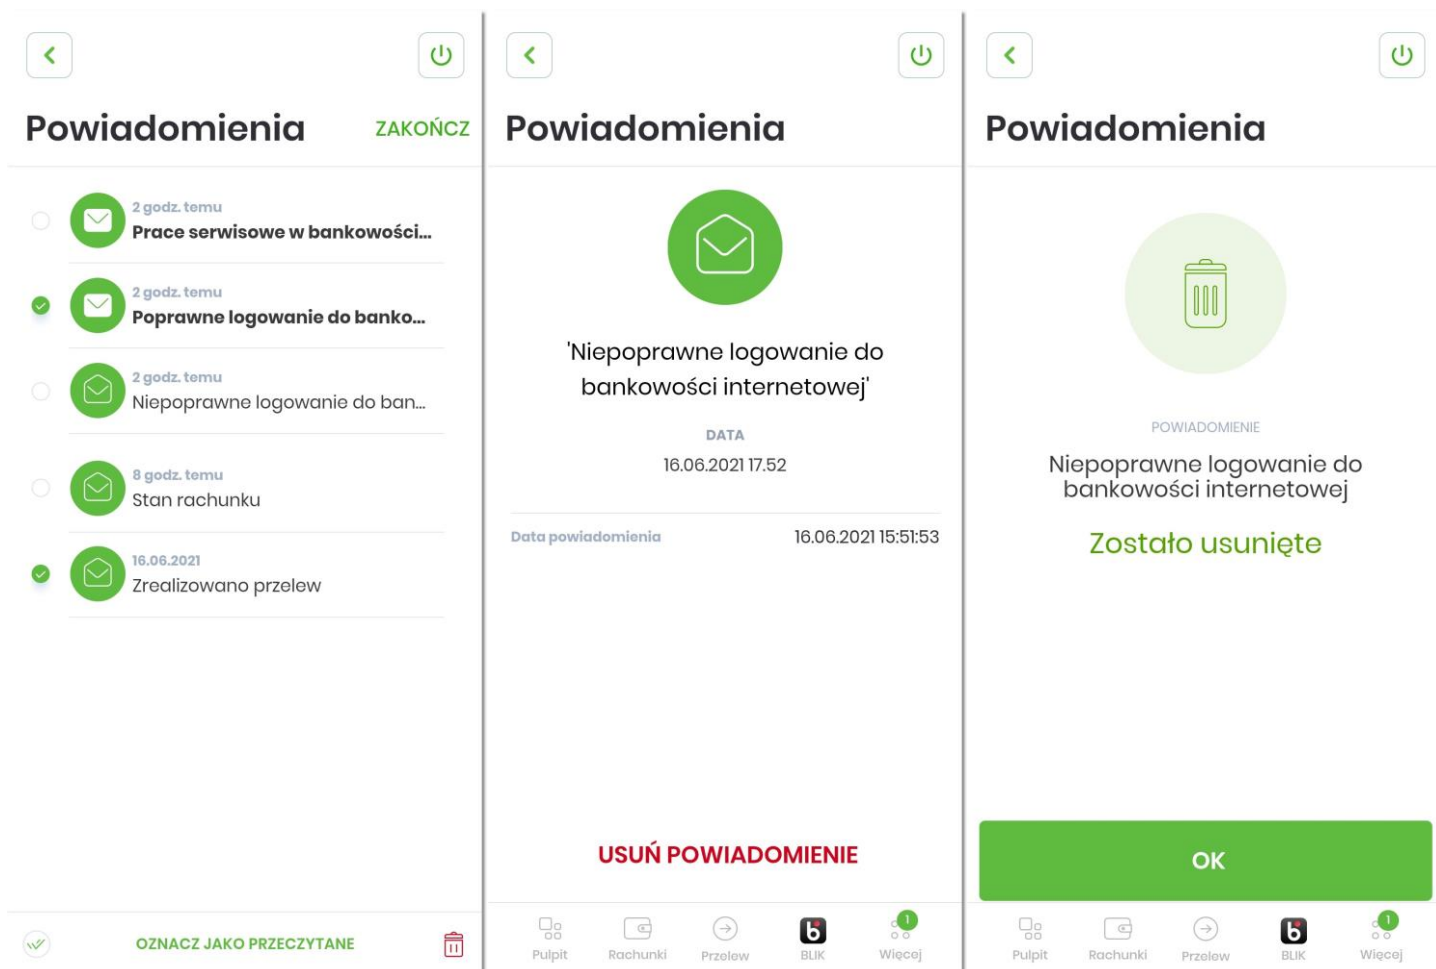 Powiadomienia
ZAKOŃCZ
2 godz. temu
Prace serwisowe w bankowości...
2 godz. temu
Poprawne logowanie do banko...
2 godz. temu
Niepoprawne logowanie do ban...
8 godz. temu
Stan rachunku
16.06.2021
Zrealizowano przelew
OZNACZ JAKO PRZECZYTANE
Powiadomienia
'Niepoprawne logowanie do
bankowości internetowej'
DATA
16.06.2021 17.52
Data powiadomienia 16.06.2021 15:51:53
USUŃ POWIADOMIENIE
Pulpit Rachunki Przelew BLIK 1 Więcej
Powiadomienia
POWIADOMIENIE
Niepoprawne logowanie do
bankowości internetowej
Zostało usunięte
OK
Pulpit Rachunki Przelew BLIK 1 Więcej